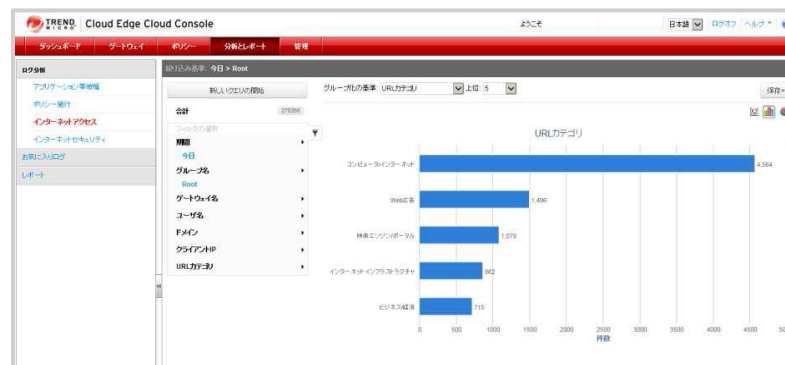 TREND MICRO Cloud Edge Cloud Console
ようこそ
日本語 ログオフ ヘルプ
ダッシュボード ゲートウェイ ポリシー 分析とレポート 管理
ログ分析
アプリケーション帯域幅
ポリシー施行
インターネットアクセス
インターネットセキュリティ
お気に入りログ
レポート
絞り込み基準: 今日 > Root
新しいクエリの開始
グループ化の基準 URLカテゴリ 上位 5
保存
合計
フィルタの選択
期間
今日
グループ名
Root
ゲートウェイ名
ユーザ名
ドメイン
クライアントIP
URLカテゴリ
URLカテゴリ
コンピュータ/インターネット 4,564
Web広告 1,496
検索エンジン/ポータル 1,079
インターネットインフラストラクチャ 862
ビジネス/経済 715
0 500 1000 1500 2000 2500 3000 3500 4000 4500
件数